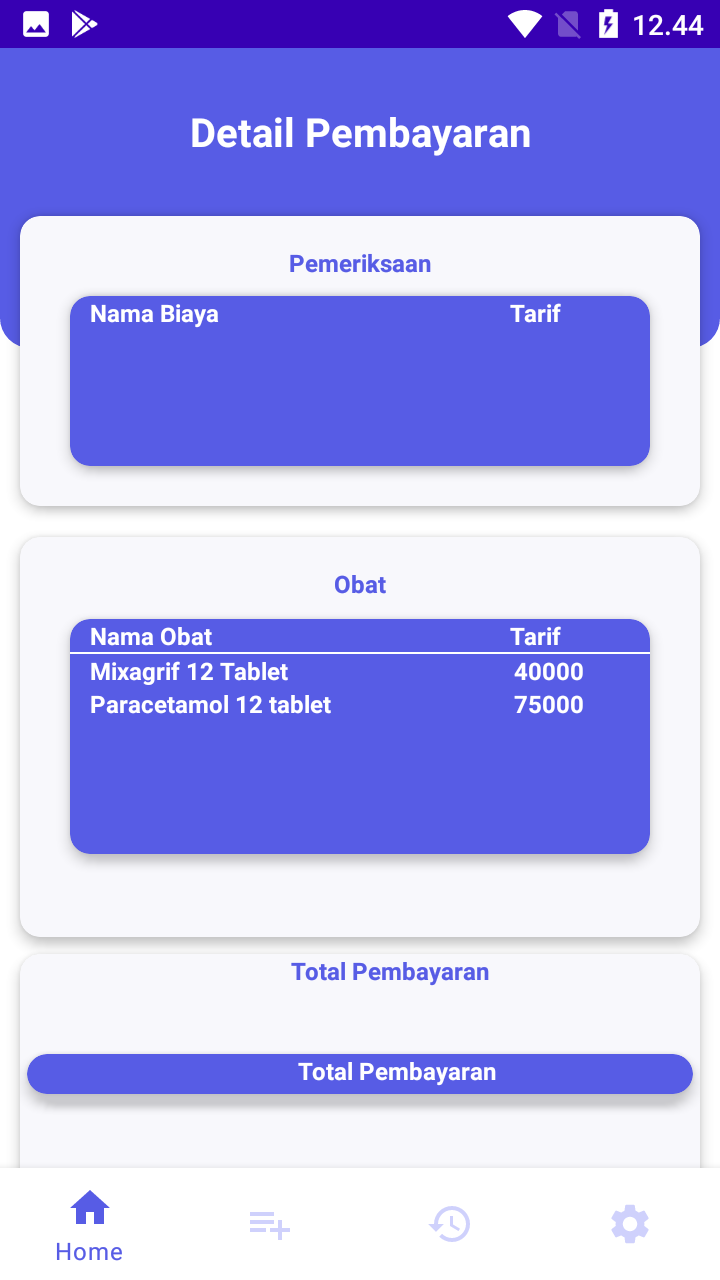 12.44
Detail Pembayaran
Pemeriksaan
Nama Biaya Tarif
Obat
Nama Obat Tarif
Mixagrif 12 Tablet 40000
Paracetamol 12 tablet 75000
Total Pembayaran
Total Pembayaran
Home